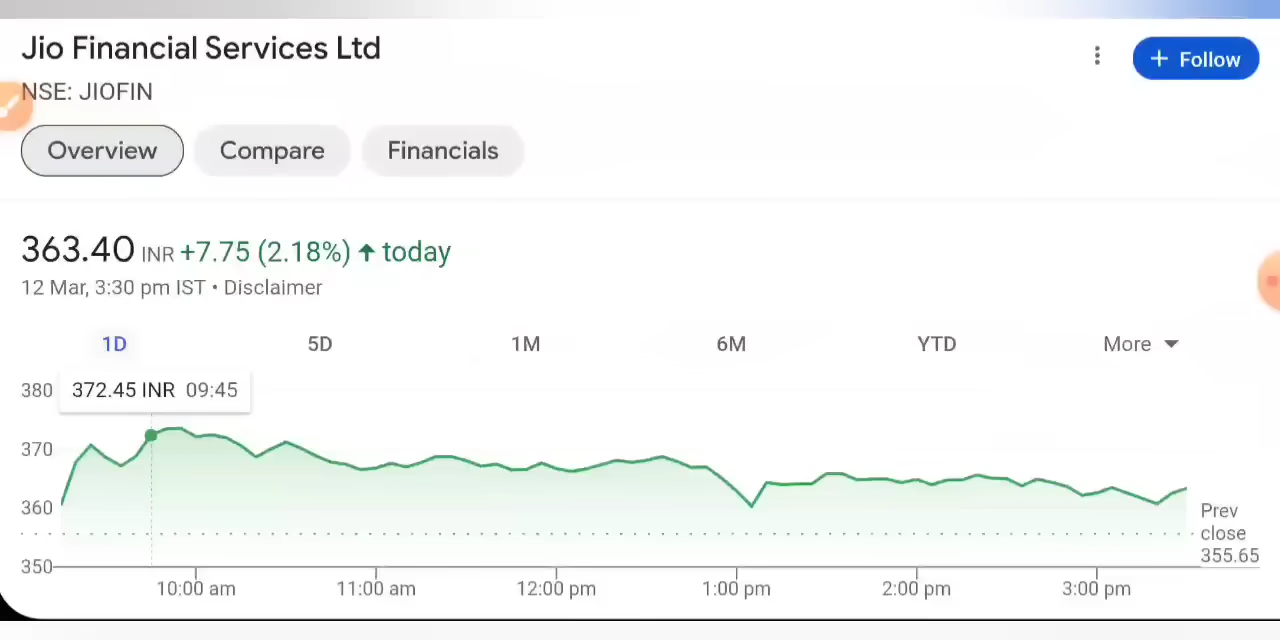 Jio Financial Services Ltd
+ Follow
NSE: JIOFIN
Overview Compare Financials
363.40 INR +7.75 (2.18%) ↑ today
12 Mar, 3:30 pm IST • Disclaimer
1D 5D 1M 6M YTD More
380
372.45 INR 09:45
370
360
350
Prev
close
355.65
10:00 am 11:00 am 12:00 pm 1:00 pm 2:00 pm 3:00 pm